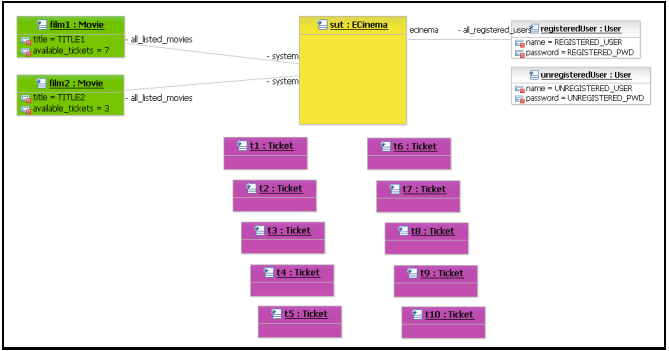 film1 : Movie
title = TITLE1
available_tickets = 7
- all_listed_movies
- system
sut : ECinema
ecinema
- all_registered_users
registeredUser : User
name = REGISTERED_USER
password = REGISTERED_PWD
film2 : Movie
title = TITLE2
available_tickets = 3
- all_listed_movies
- system
unregisteredUser : User
name = UNREGISTERED_USER
password = UNREGISTERED_PWD
t1 : Ticket
t6 : Ticket
t2 : Ticket
t7 : Ticket
t3 : Ticket
t8 : Ticket
t4 : Ticket
t9 : Ticket
t5 : Ticket
t10 : Ticket